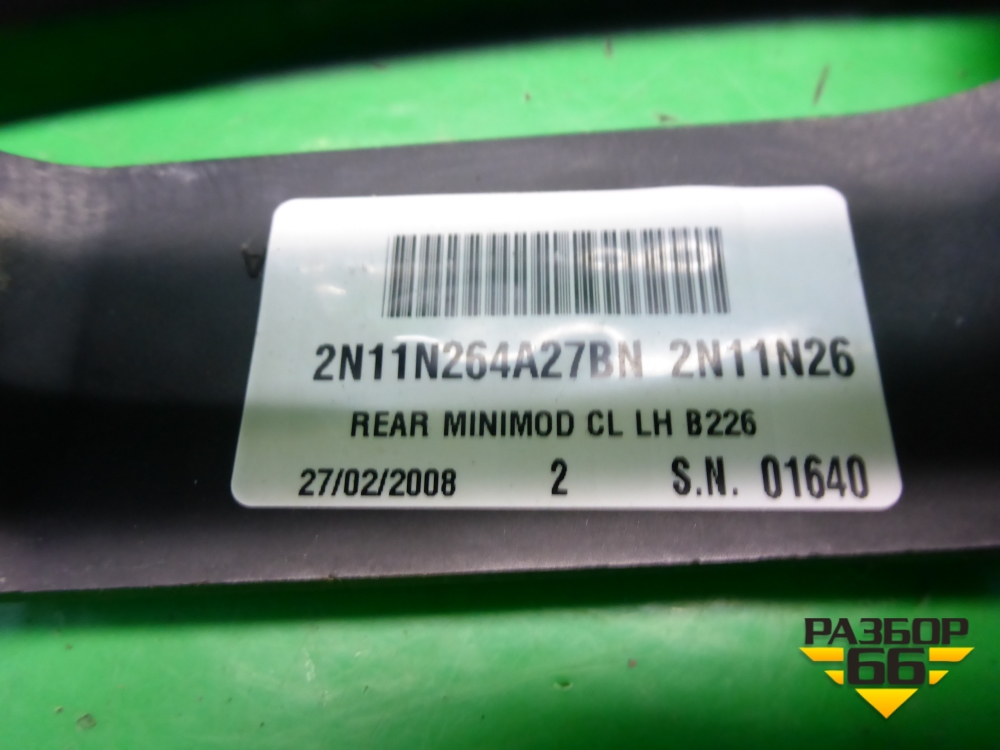 2N11N264A27BN 2N11N26
REAR MINIMOD CL LH B226
27/02/2008 2 S.N. 01640
РАЗБОР
66